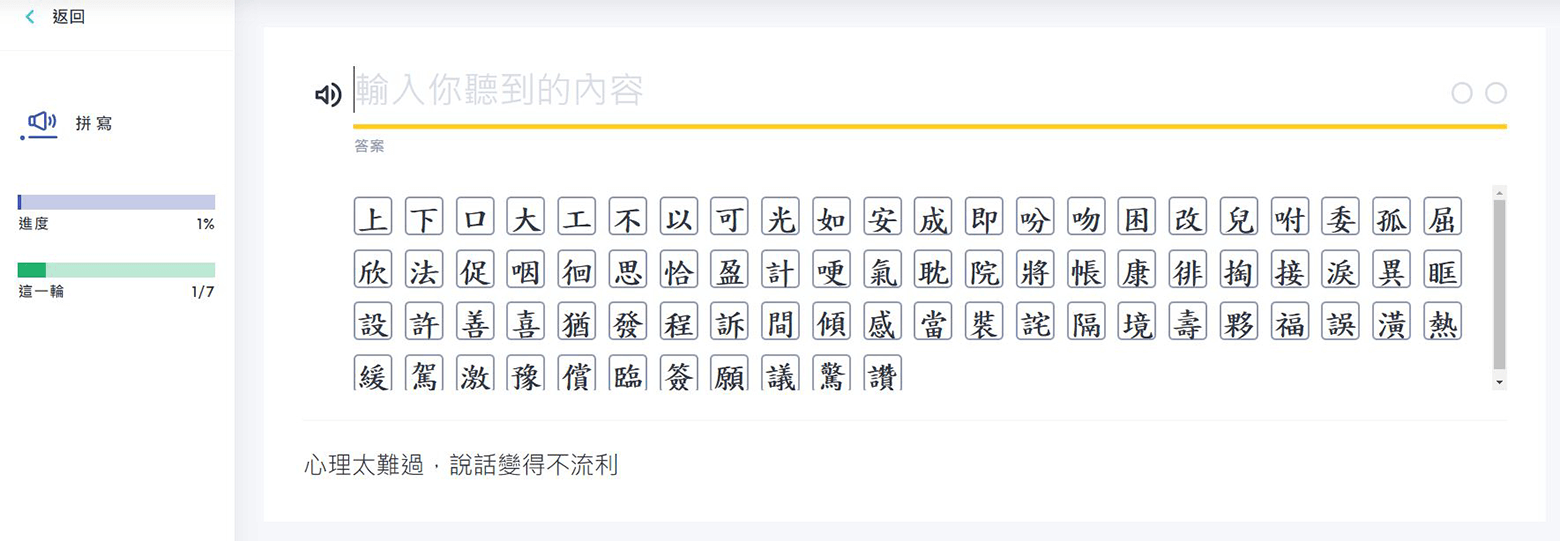 返回
拼寫
進度 1%
這一輪 1/7
輸入你聽到的內容
答案
上 下 口 大 工 不 以 可 光 如 安 成 即 吩 吻 困 改 兒 咐 委 孤 屈
欣 法 促 咽 徊 思 恰 盈 計 哽 氣 耽 院 將 帳 康 徘 掏 接 淚 異 眶
設 許 善 喜 猶 發 程 訴 間 傾 感 當 裝 詫 隔 境 壽 夥 福 誤 潢 熱
緩 駕 激 豫 償 臨 簽 願 議 驚 讚
心理太難過，說話變得不流利